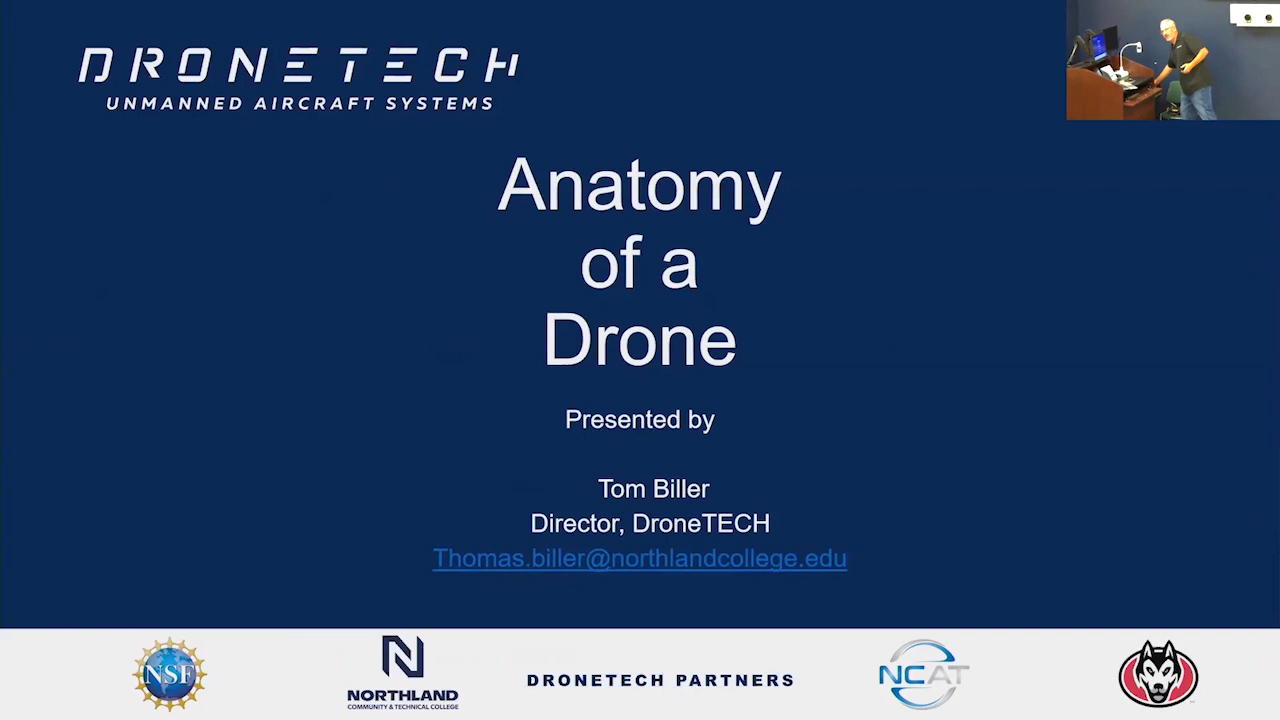 DRONETECH
UNMANNED AIRCRAFT SYSTEMS
Anatomy
of a
Drone
Presented by
Tom Biller
Director, DroneTECH
Thomas.biller@northlandcollege.edu
NSF
NORTHLAND
COMMUNITY & TECHNICAL COLLEGE
DRONETECH PARTNERS
NCAT